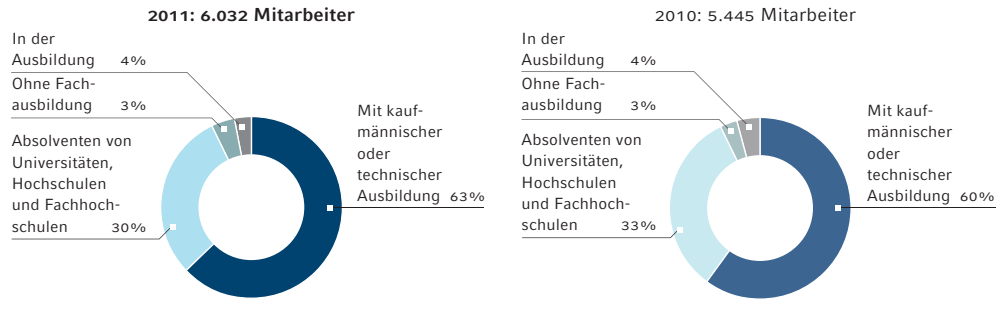 2011: 6.032 Mitarbeiter
In der
Ausbildung 4%
Ohne Fach-
ausbildung 3%
Absolventen von
Universitäten,
Hochschulen
und Fachhoch-
schulen 30%
Mit kauf-
männischer
oder
technischer
Ausbildung 63%
2010: 5.445 Mitarbeiter
In der
Ausbildung 4%
Ohne Fach-
ausbildung 3%
Absolventen von
Universitäten,
Hochschulen
und Fachhoch-
schulen 33%
Mit kauf-
männischer
oder
technischer
Ausbildung 60%